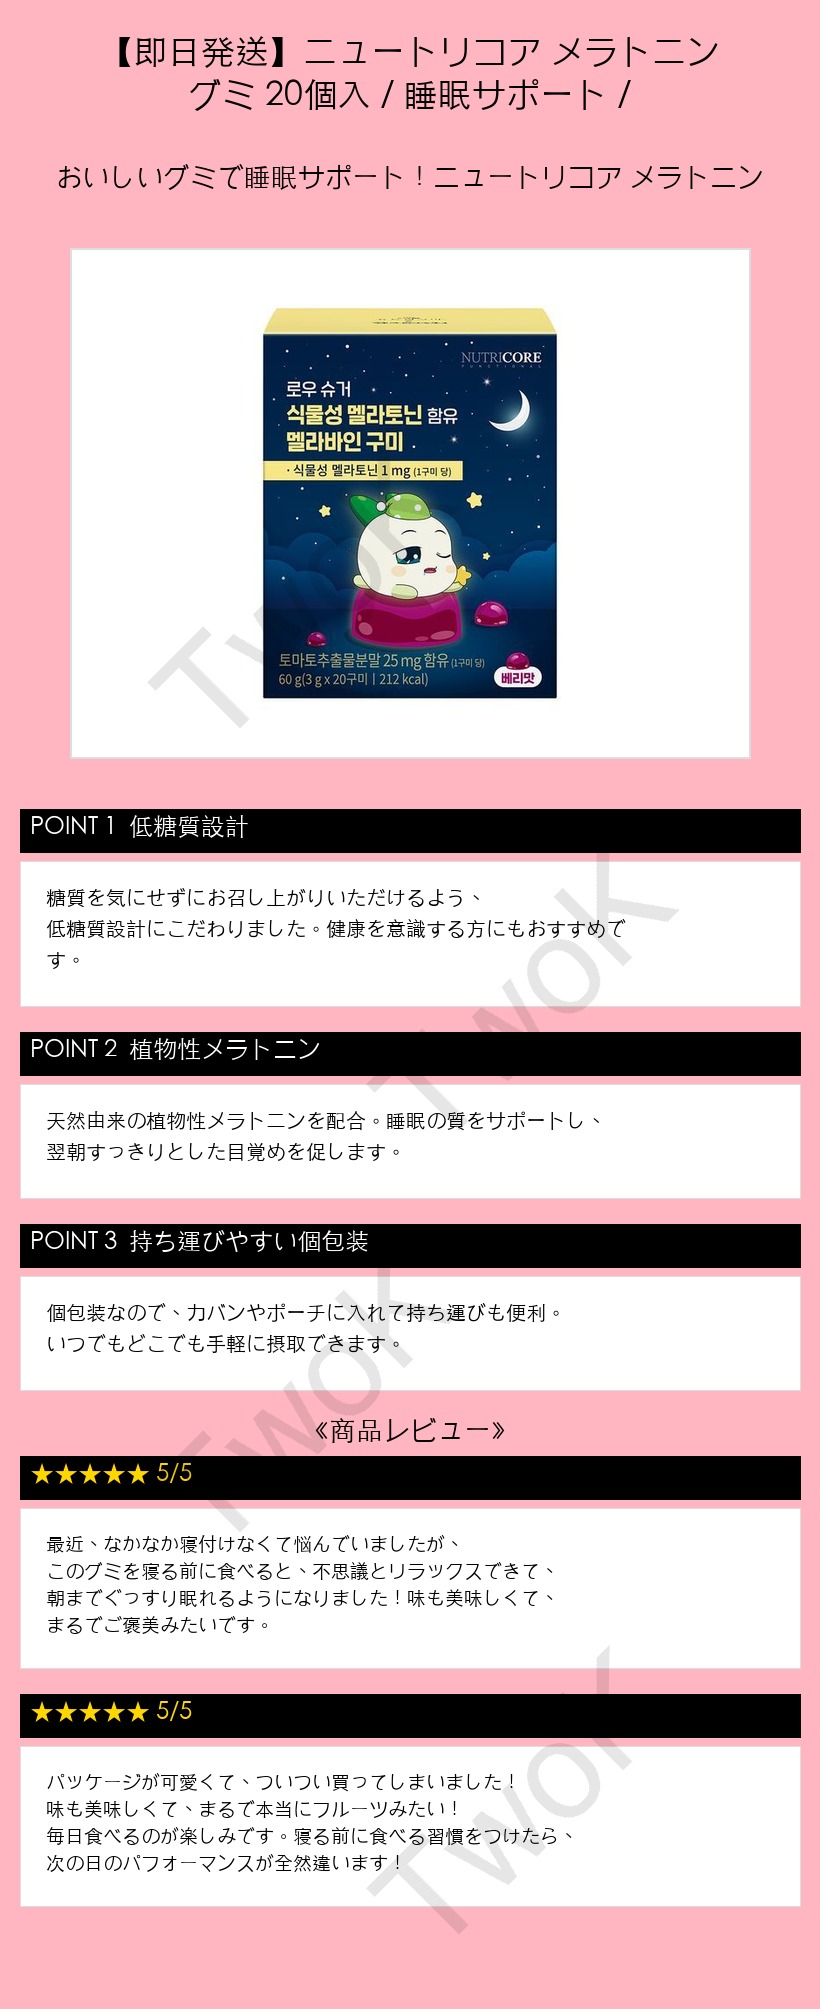 【即日発送】ニュートリコア メラトニン
グミ 20個入 / 睡眠サポート /
おいしいグミで睡眠サポート！ニュートリコア メラトニン
NUTRICORE
FUNCTIONAL
로우 슈거
식물성 멜라토닌 함유
멜라바인 구미
· 식물성 멜라토닌 1 mg (1구미 당)
토마토추출물분말 25 mg 함유 (1구미 당)
60 g(3 g x 20구미 | 212 kcal)
베리맛
TwoK
POINT 1 低糖質設計
糖質を気にせずにお召し上がりいただけるよう、
低糖質設計にこだわりました。健康を意識する方にもおすすめで
す。
TwoK
POINT 2 植物性メラトニン
天然由来の植物性メラトニンを配合。睡眠の質をサポートし、
翌朝すっきりとした目覚めを促します。
POINT 3 持ち運びやすい個包装
個包装なので、カバンやポーチに入れて持ち運びも便利。
いつでもどこでも手軽に摂取できます。
TwoK
《商品レビュー》
★★★★★ 5/5
最近、なかなか寝付けなくて悩んでいましたが、
このグミを寝る前に食べると、不思議とリラックスできて、
朝までぐっすり眠れるようになりました！味も美味しくて、
まるでご褒美みたいです。
★★★★★ 5/5
パッケージが可愛くて、ついつい買ってしまいました！
味も美味しくて、まるで本当にフルーツみたい！
毎日食べるのが楽しみです。寝る前に食べる習慣をつけたら、
次の日のパフォーマンスが全然違います！
TwoK